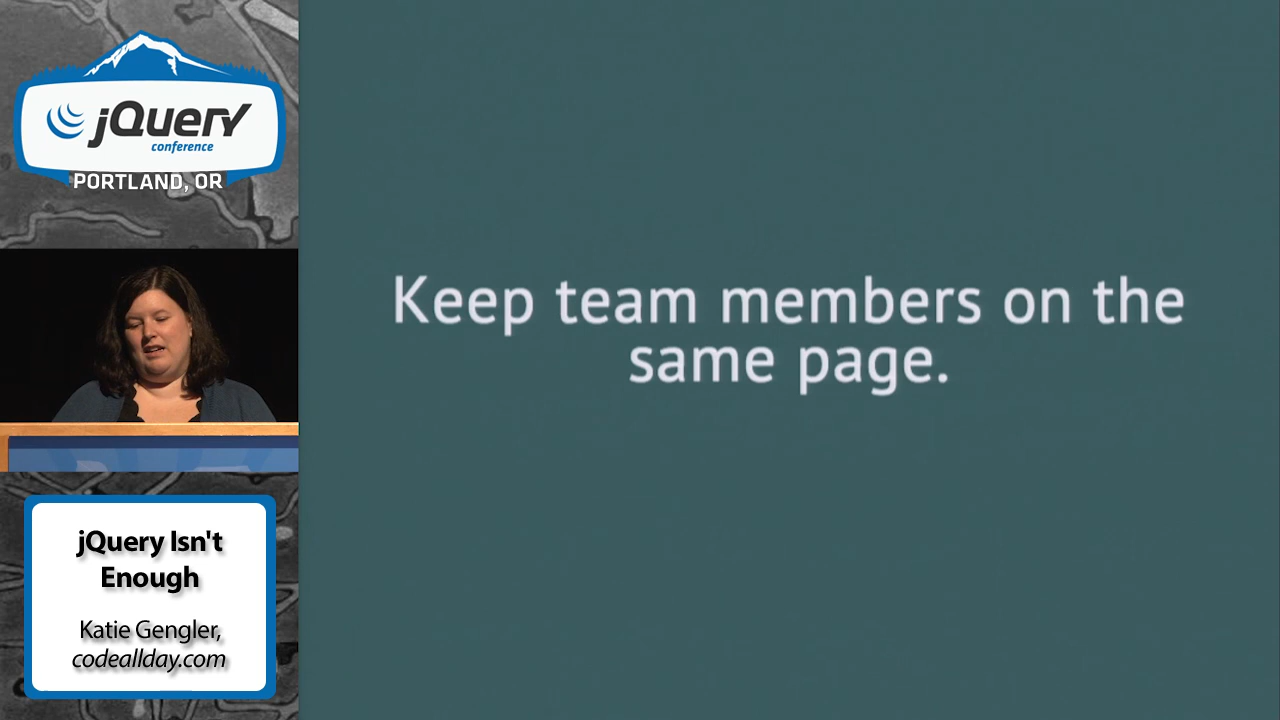 jQuery
conference
PORTLAND, OR
Keep team members on the
same page.
jQuery Isn't
Enough
Katie Gengler,
codeallday.com